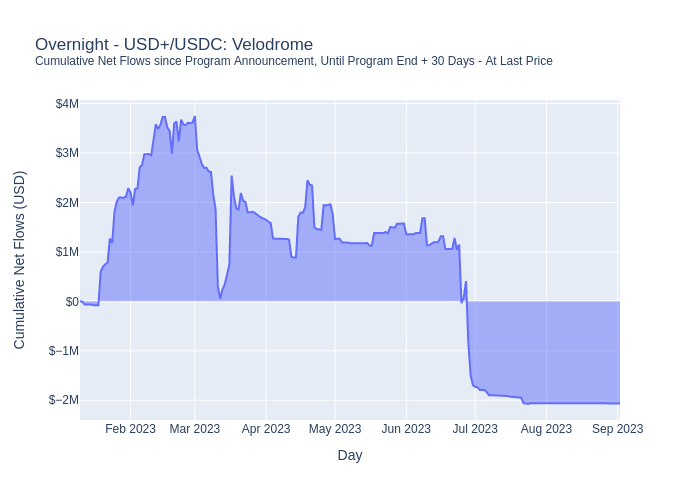 Overnight - USD+/USDC: Velodrome
Cumulative Net Flows since Program Announcement, Until Program End + 30 Days - At Last Price
$4M
$3M
$2M
$1M
$0
$−1M
$−2M
Cumulative Net Flows (USD)
Feb 2023 Mar 2023 Apr 2023 May 2023 Jun 2023 Jul 2023 Aug 2023 Sep 2023
Day